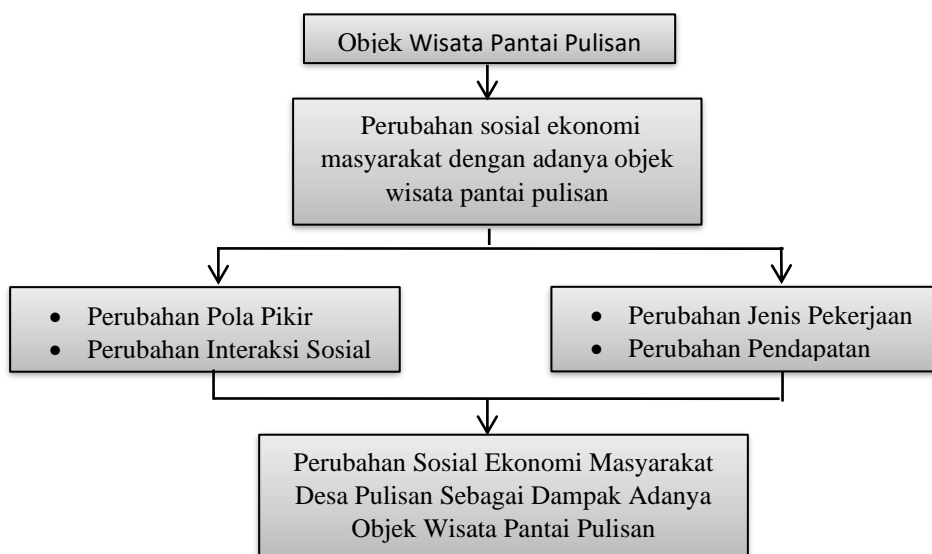 Objek Wisata Pantai Pulisan
Perubahan sosial ekonomi
masyarakat dengan adanya objek
wisata pantai pulisan
• Perubahan Pola Pikir
• Perubahan Interaksi Sosial
• Perubahan Jenis Pekerjaan
• Perubahan Pendapatan
Perubahan Sosial Ekonomi Masyarakat
Desa Pulisan Sebagai Dampak Adanya
Objek Wisata Pantai Pulisan